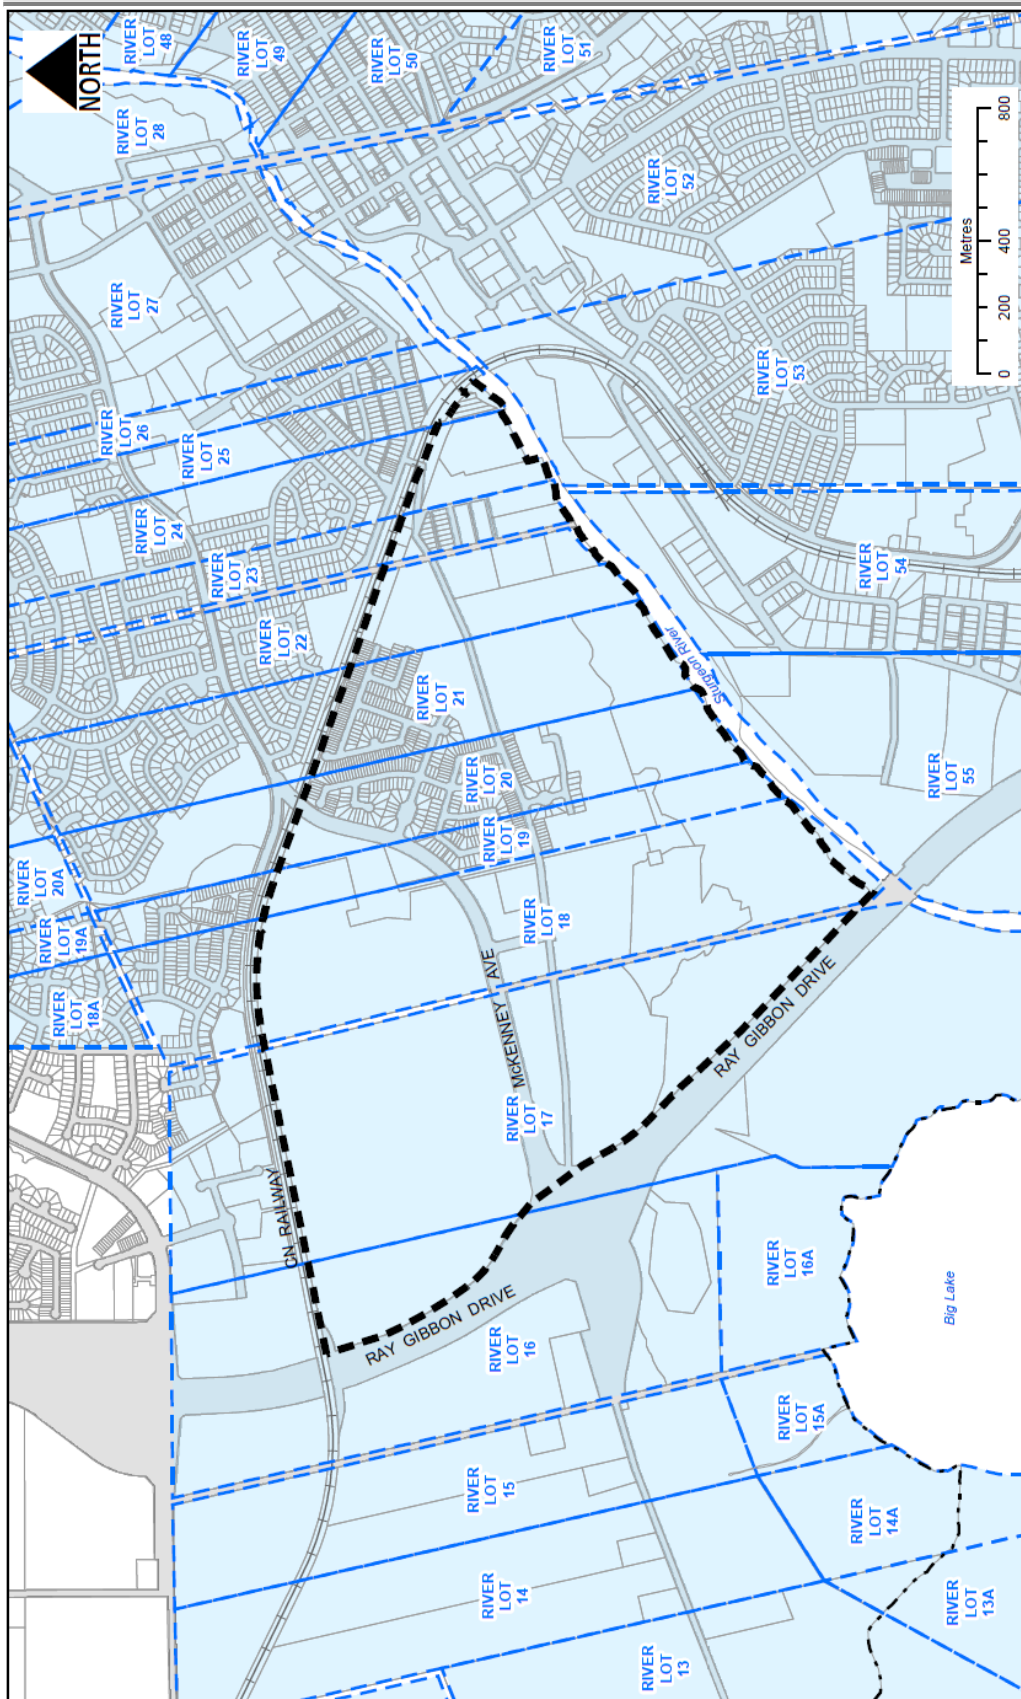 NORTH
RIVER
LOT
48
RIVER
LOT
49
RIVER
LOT
50
RIVER
LOT
51
RIVER
LOT
28
RIVER
LOT
52
RIVER
LOT
27
Metres
0
200
400
800
RIVER
LOT
53
RIVER
LOT
26
RIVER
LOT
25
RIVER
LOT
24
RIVER
LOT
23
RIVER
LOT
22
RIVER
LOT
54
RIVER
LOT
21
Sturgeon River
RIVER
LOT
20
RIVER
LOT
55
RIVER
LOT
19
RIVER
LOT
20A
RIVER
LOT
19A
RIVER
LOT
18A
RIVER
LOT
18
McKENNEY AVE
RAY GIBBON DRIVE
RIVER
LOT
17
CN RAILWAY
RIVER
LOT
16A
Big Lake
RAY GIBBON DRIVE
RIVER
LOT
16
RIVER
LOT
15A
RIVER
LOT
15
RIVER
LOT
14A
RIVER
LOT
14
RIVER
LOT
13A
RIVER
LOT
13